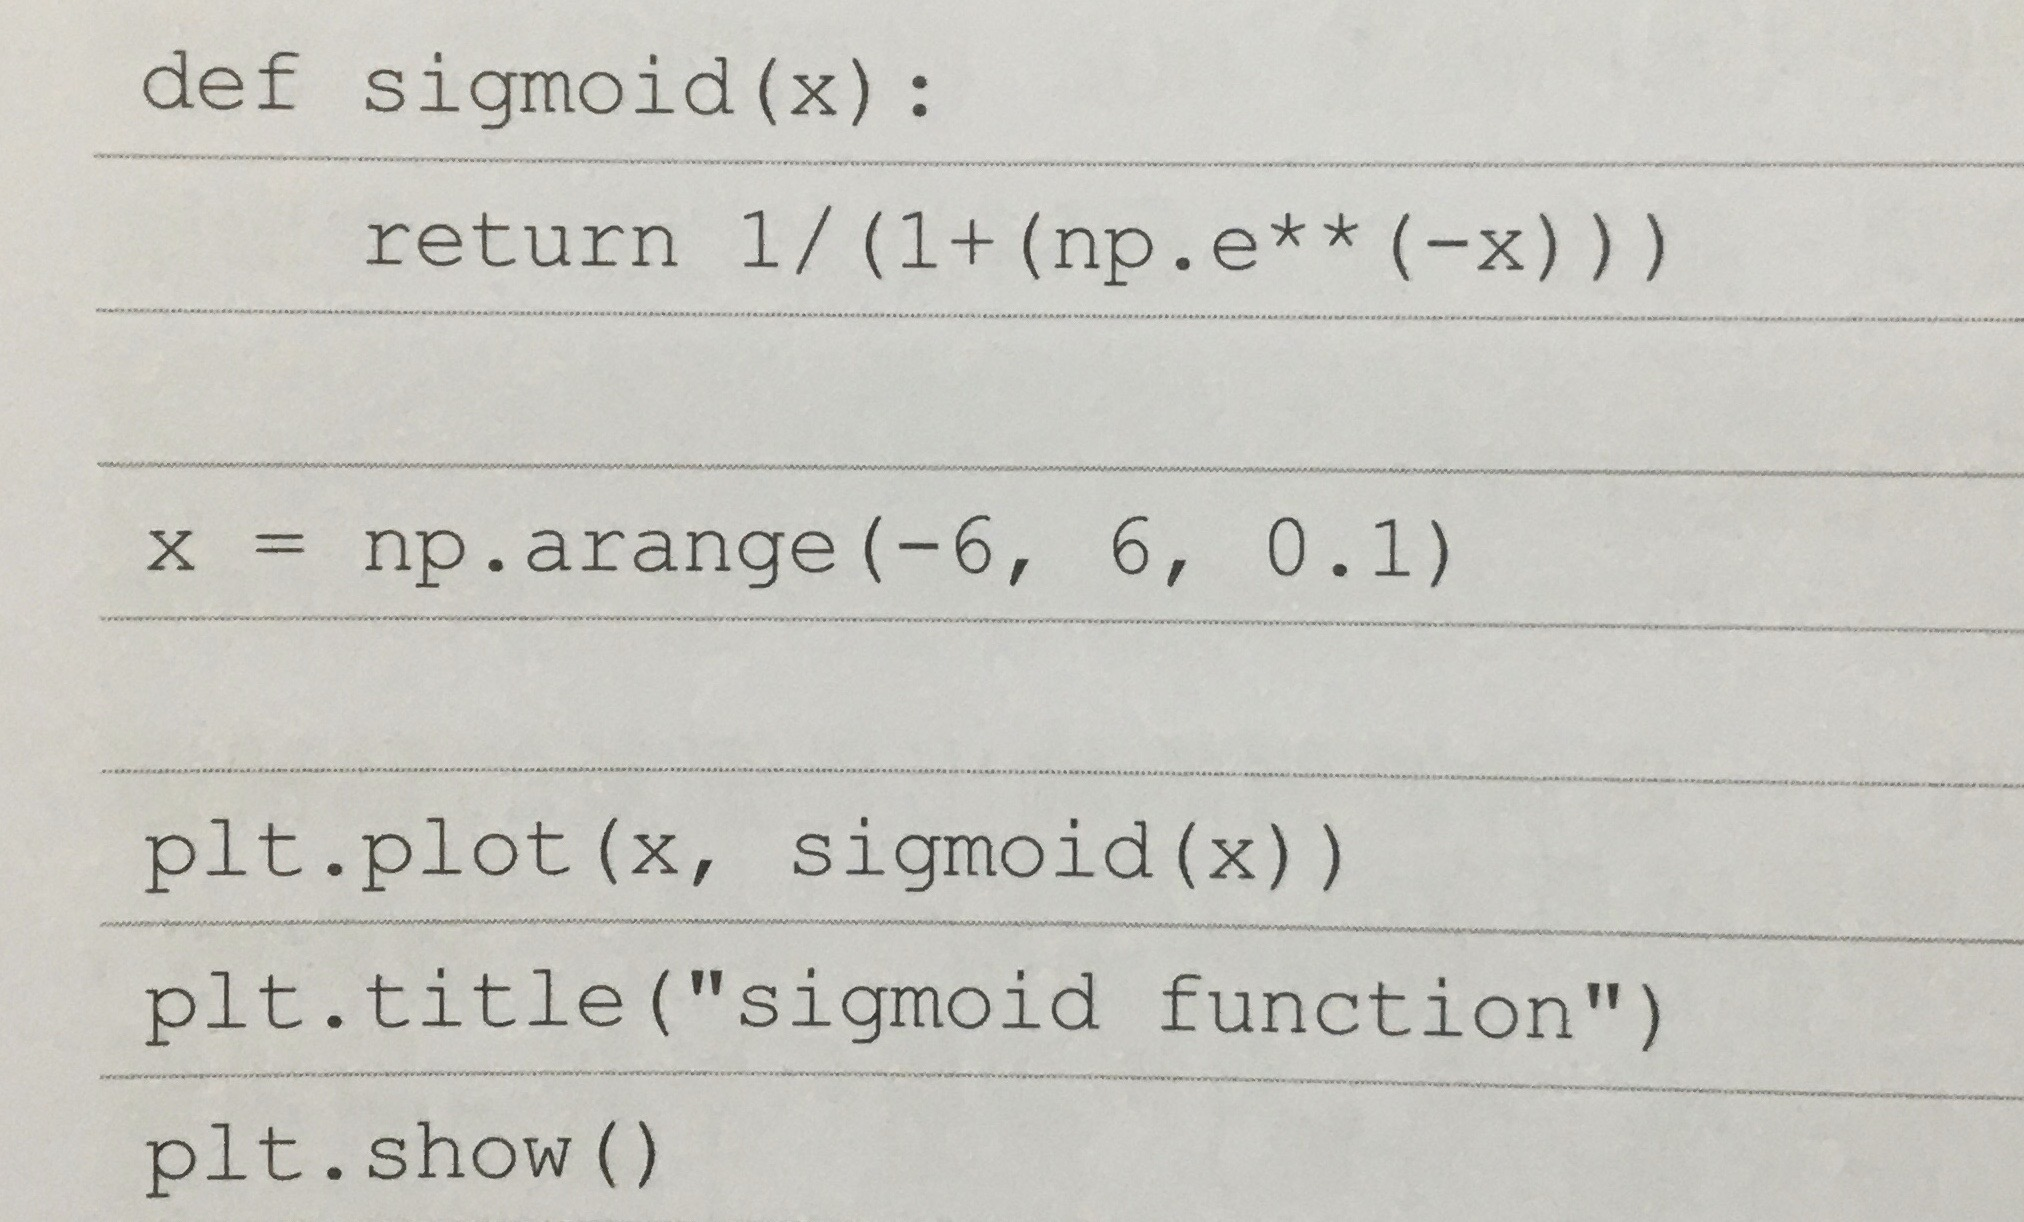 def sigmoid(x):
    return 1/(1+(np.e**(-x)))
x = np.arange(-6, 6, 0.1)
plt.plot(x, sigmoid(x))
plt.title("sigmoid function")
plt.show()